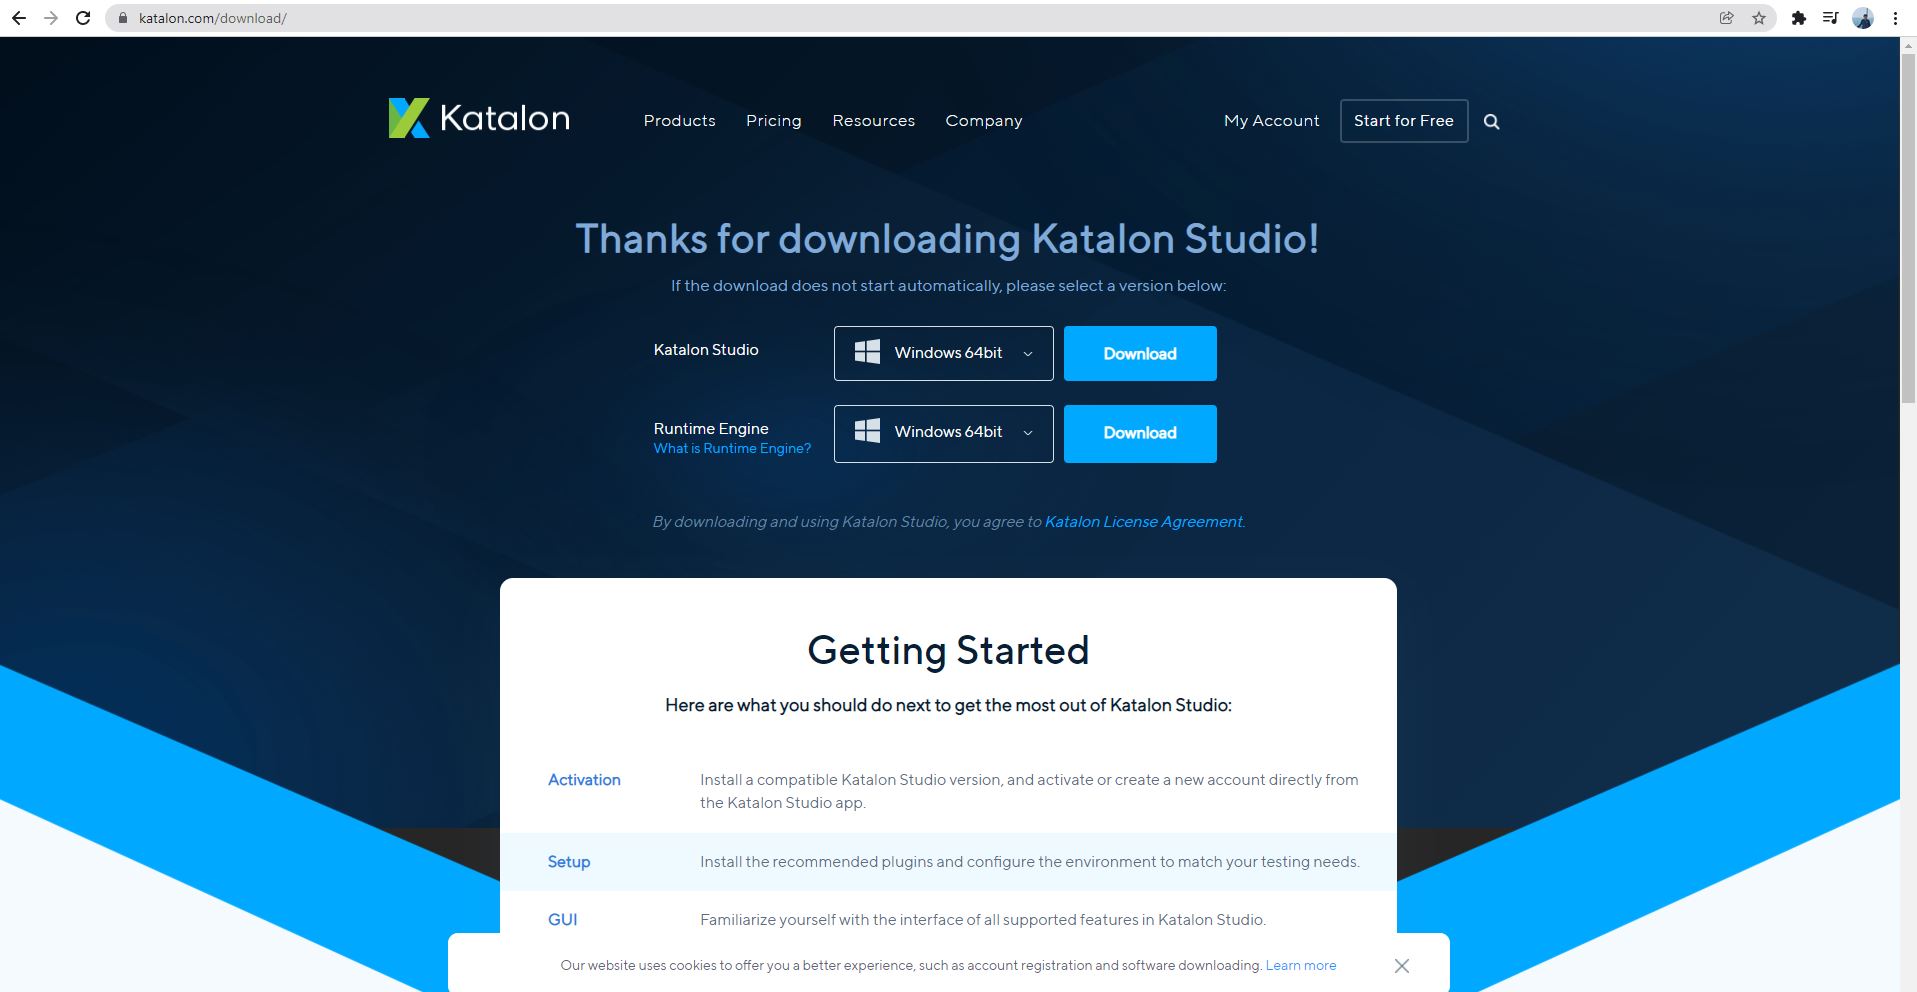 katalon.com/download/
Katalon
Products Pricing Resources Company My Account Start for Free
Thanks for downloading Katalon Studio!
If the download does not start automatically, please select a version below:
Katalon Studio Windows 64bit Download
Runtime Engine Windows 64bit Download
What is Runtime Engine?
By downloading and using Katalon Studio, you agree to Katalon License Agreement.
Getting Started
Here are what you should do next to get the most out of Katalon Studio:
Activation Install a compatible Katalon Studio version, and activate or create a new account directly from
the Katalon Studio app.
Setup Install the recommended plugins and configure the environment to match your testing needs.
GUI Familiarize yourself with the interface of all supported features in Katalon Studio.
Our website uses cookies to offer you a better experience, such as account registration and software downloading. Learn more